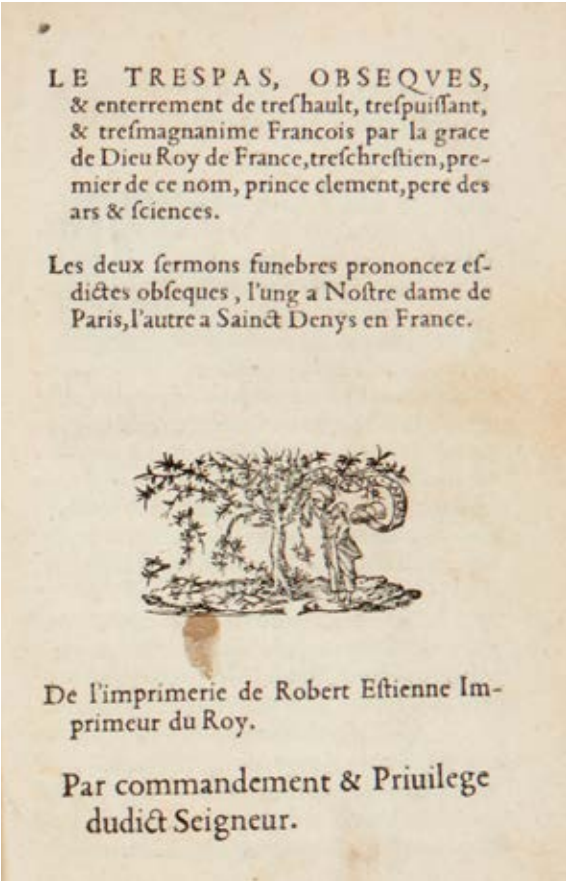 LE TRESPAS, OBSEQVES,
& enterrement de treſhault, treſpuiſſant,
& treſmagnanime Francois par la grace
de Dieu Roy de France, treſchreſtien, pre-
mier de ce nom, prince clement, pere des
ars & ſciences.
Les deux ſermons funebres prononcez eſ-
dictes obſeques, l'ung a Noſtre dame de
Paris, l'autre a Sainct Denys en France.
De l'imprimerie de Robert Eſtienne Im-
primeur du Roy.
Par commandement & Priuilege
dudict Seigneur.